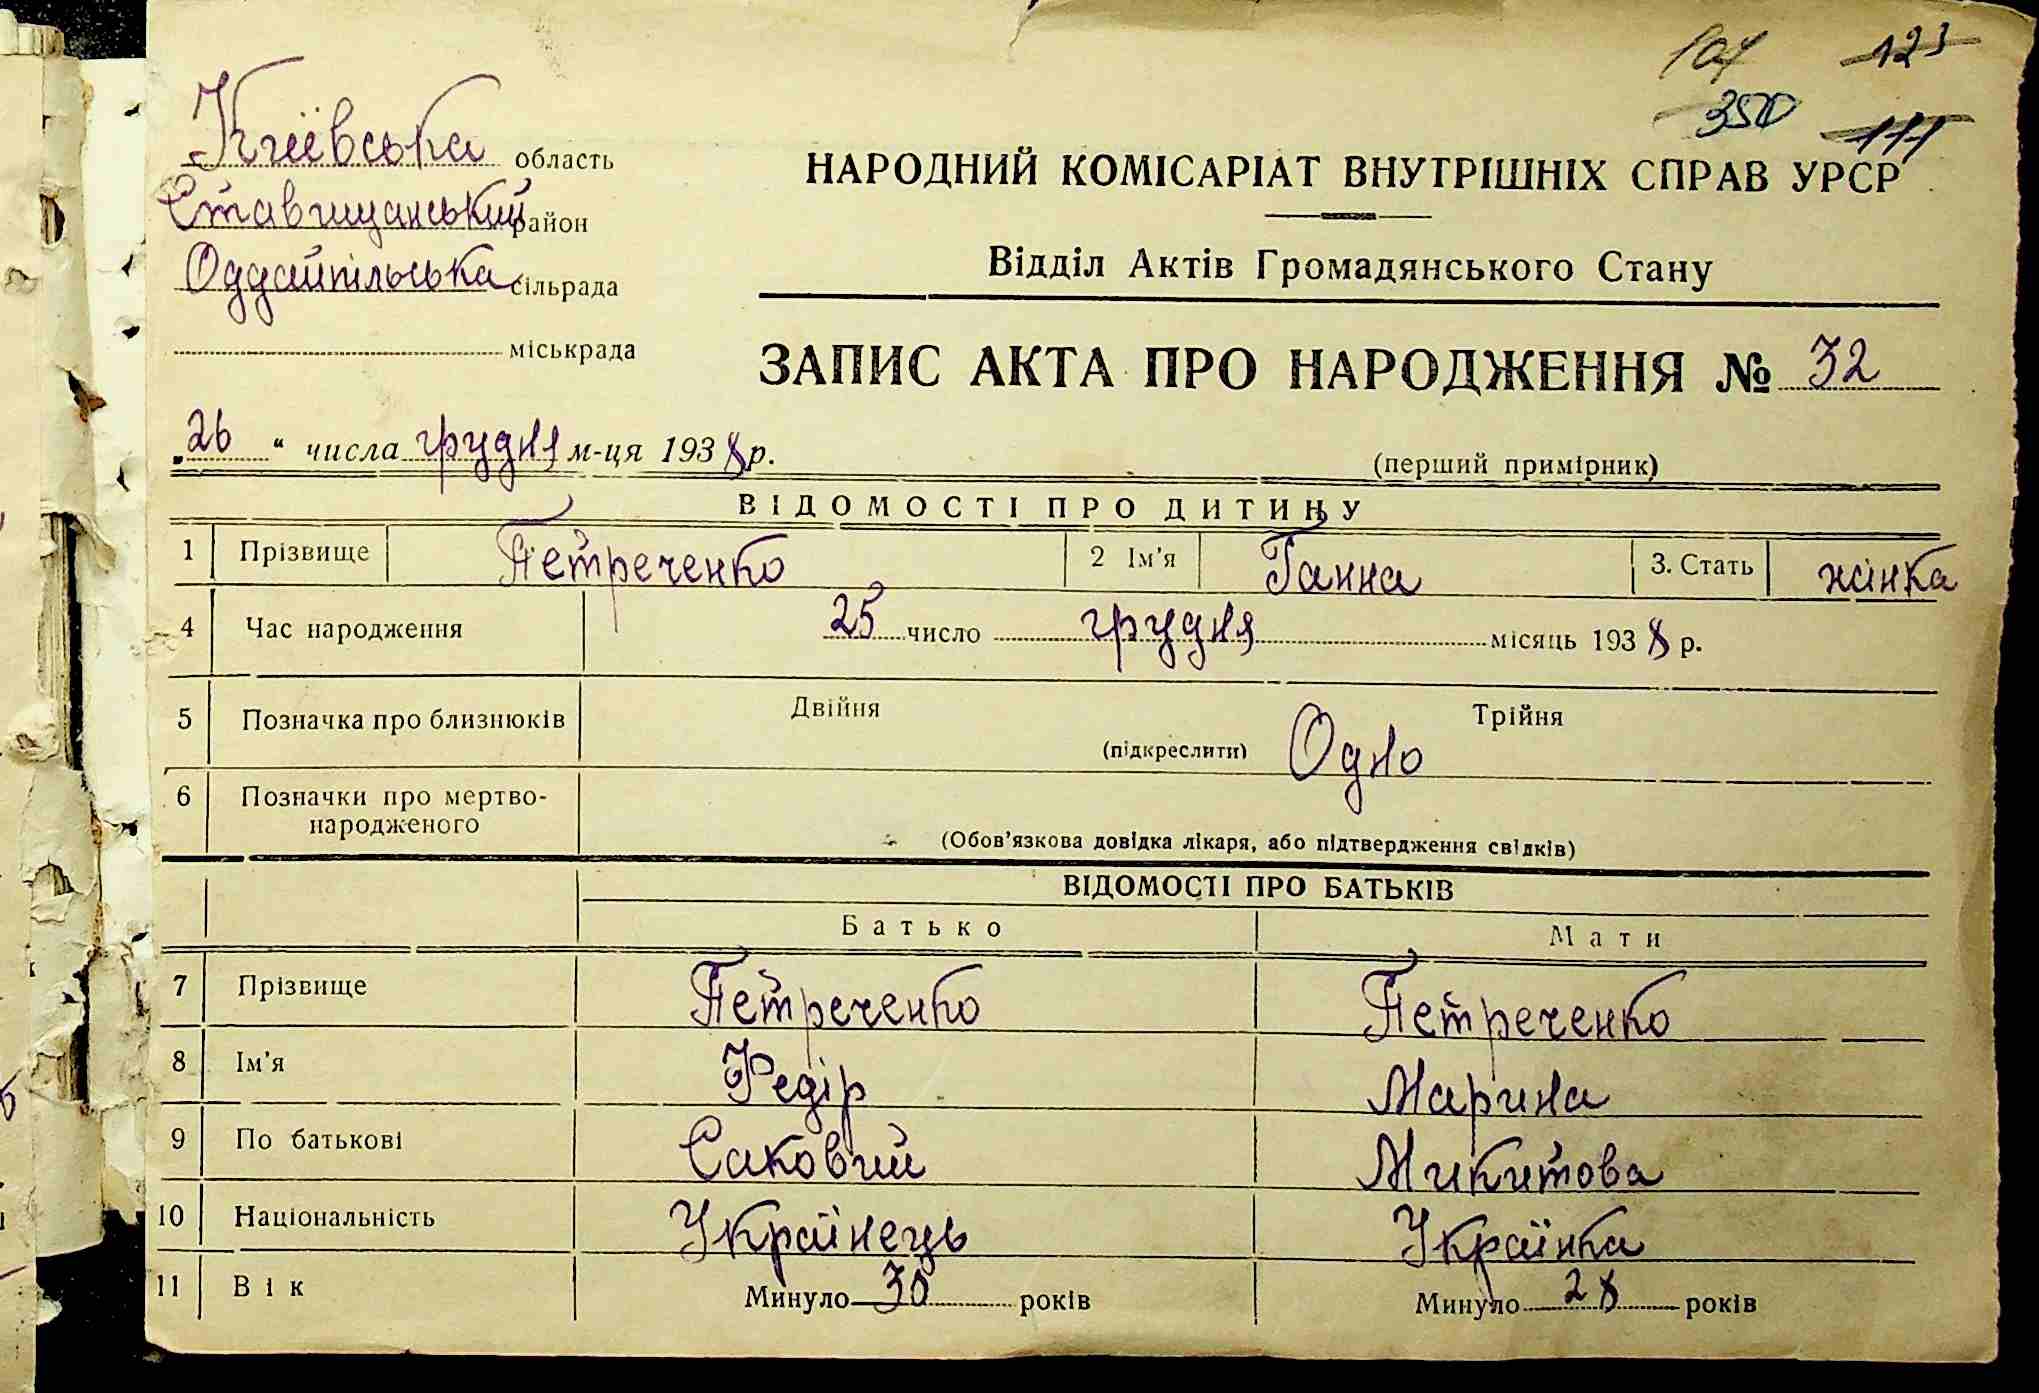 104 123
350 111
Київська область
Ставищанський район
Оддайпільська сільрада
міськрада
НАРОДНИЙ КОМІСАРІАТ ВНУТРІШНІХ СПРАВ УРСР
Відділ Актів Громадянського Стану
ЗАПИС АКТА ПРО НАРОДЖЕННЯ № 32
„26“ числа грудня м-ця 1938 р.
(перший примірник)
ВІДОМОСТІ ПРО ДИТИНУ
1 Прізвище Петреченко 2 Ім'я Ганна 3. Стать жінка
4 Час народження 25 число грудня місяць 1938 р.
5 Позначка про близнюків Двійня Трійня
(підкреслити) Одно
6 Позначки про мертво-
народженого
(Обов'язкова довідка лікаря, або підтвердження свідків)
ВІДОМОСТІ ПРО БАТЬКІВ
Батько Мати
7 Прізвище Петреченко Петреченко
8 Ім'я Федір Марина
9 По батькові Саковий Микитова
10 Національність Українець Українка
11 Вік Минуло 30 років Минуло 28 років